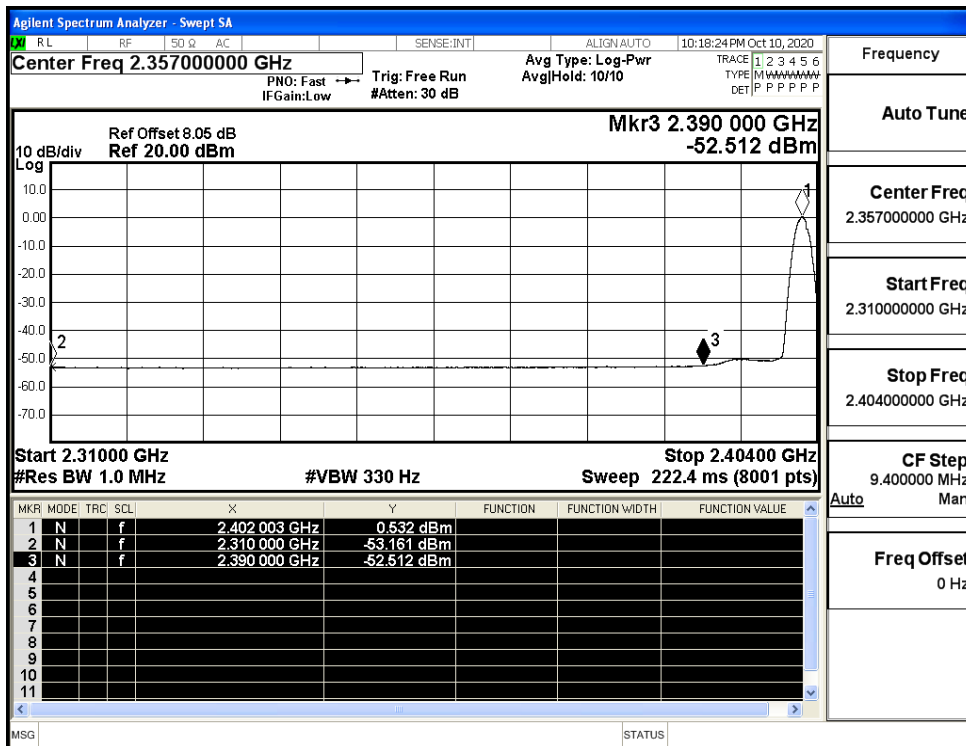 Agilent Spectrum Analyzer - Swept SA
LXI RL RF 50 Ω AC SENSE:INT ALIGN AUTO 10:18:24 PM Oct 10, 2020
Center Freq 2.357000000 GHz
PNO: Fast
IFGain:Low
Trig: Free Run
#Atten: 30 dB
Avg Type: Log-Pwr
Avg|Hold: 10/10
TRACE 1 2 3 4 5 6
TYPE M WWWWW
DET P P P P P P
Ref Offset 8.05 dB
10 dB/div Ref 20.00 dBm
Log
Mkr3 2.390 000 GHz
-52.512 dBm
10.0
0.00
-10.0
-20.0
-30.0
-40.0
-50.0
-60.0
-70.0
1
2
3
Start 2.31000 GHz Stop 2.40400 GHz
#Res BW 1.0 MHz #VBW 330 Hz Sweep 222.4 ms (8001 pts)
MKR MODE TRC SCL X Y FUNCTION FUNCTION WIDTH FUNCTION VALUE
1 N f 2.402 003 GHz 0.532 dBm
2 N f 2.310 000 GHz -53.161 dBm
3 N f 2.390 000 GHz -52.512 dBm
4
5
6
7
8
9
10
11
MSG STATUS
Frequency
Auto Tune
Center Freq
2.357000000 GHz
Start Freq
2.310000000 GHz
Stop Freq
2.404000000 GHz
CF Step
9.400000 MHz
Auto Man
Freq Offset
0 Hz